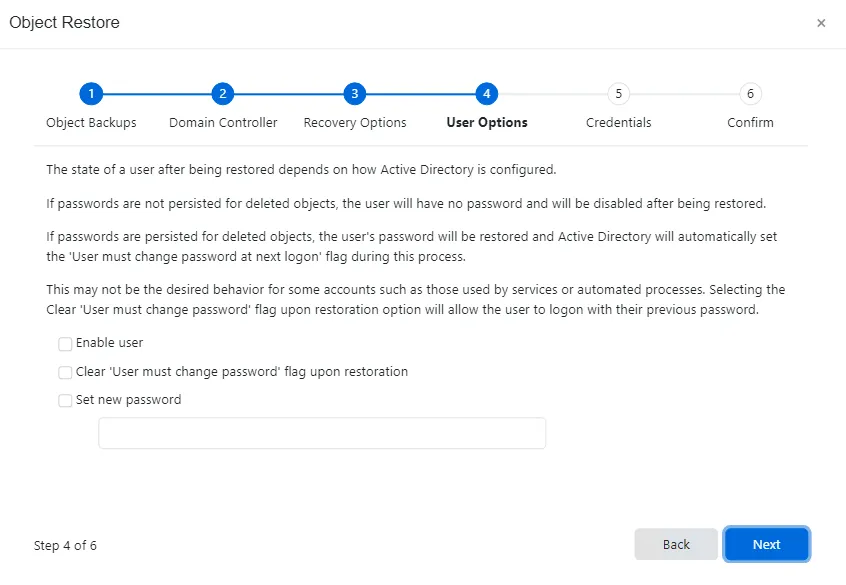 Object Restore ×
1 2 3 4 5 6
Object Backups Domain Controller Recovery Options User Options Credentials Confirm
The state of a user after being restored depends on how Active Directory is configured.
If passwords are not persisted for deleted objects, the user will have no password and will be disabled after being restored.
If passwords are persisted for deleted objects, the user's password will be restored and Active Directory will automatically set
the 'User must change password at next logon' flag during this process.
This may not be the desired behavior for some accounts such as those used by services or automated processes. Selecting the
Clear 'User must change password' flag upon restoration option will allow the user to logon with their previous password.
Enable user
Clear 'User must change password' flag upon restoration
Set new password
Step 4 of 6 Back Next